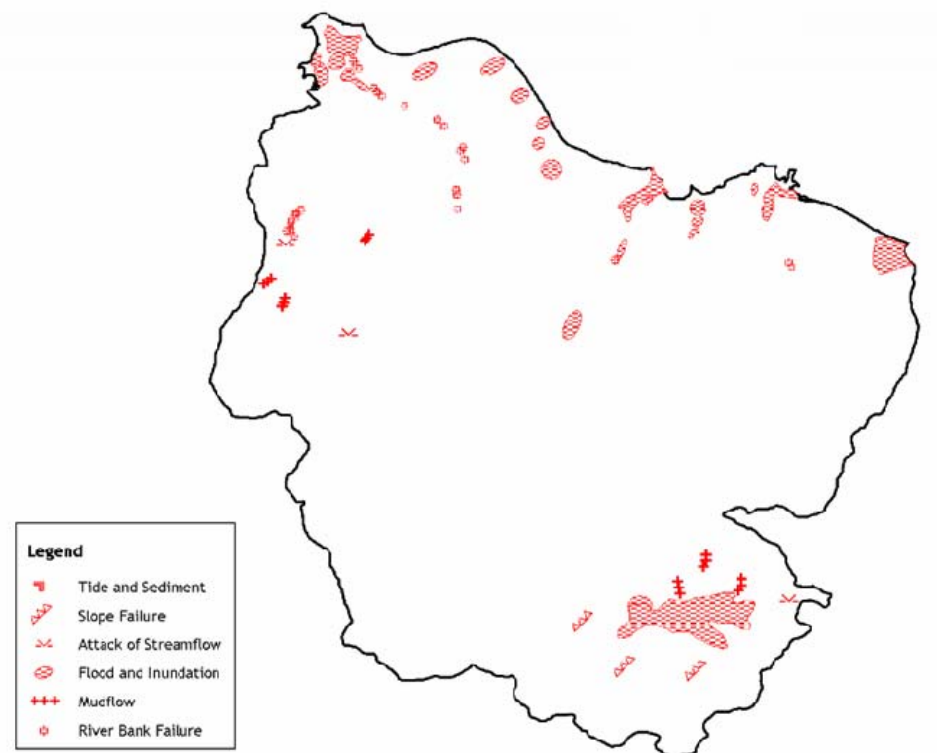 Legend
Tide and Sediment
Slope Failure
Attack of Streamflow
Flood and Inundation
Mudflow
River Bank Failure